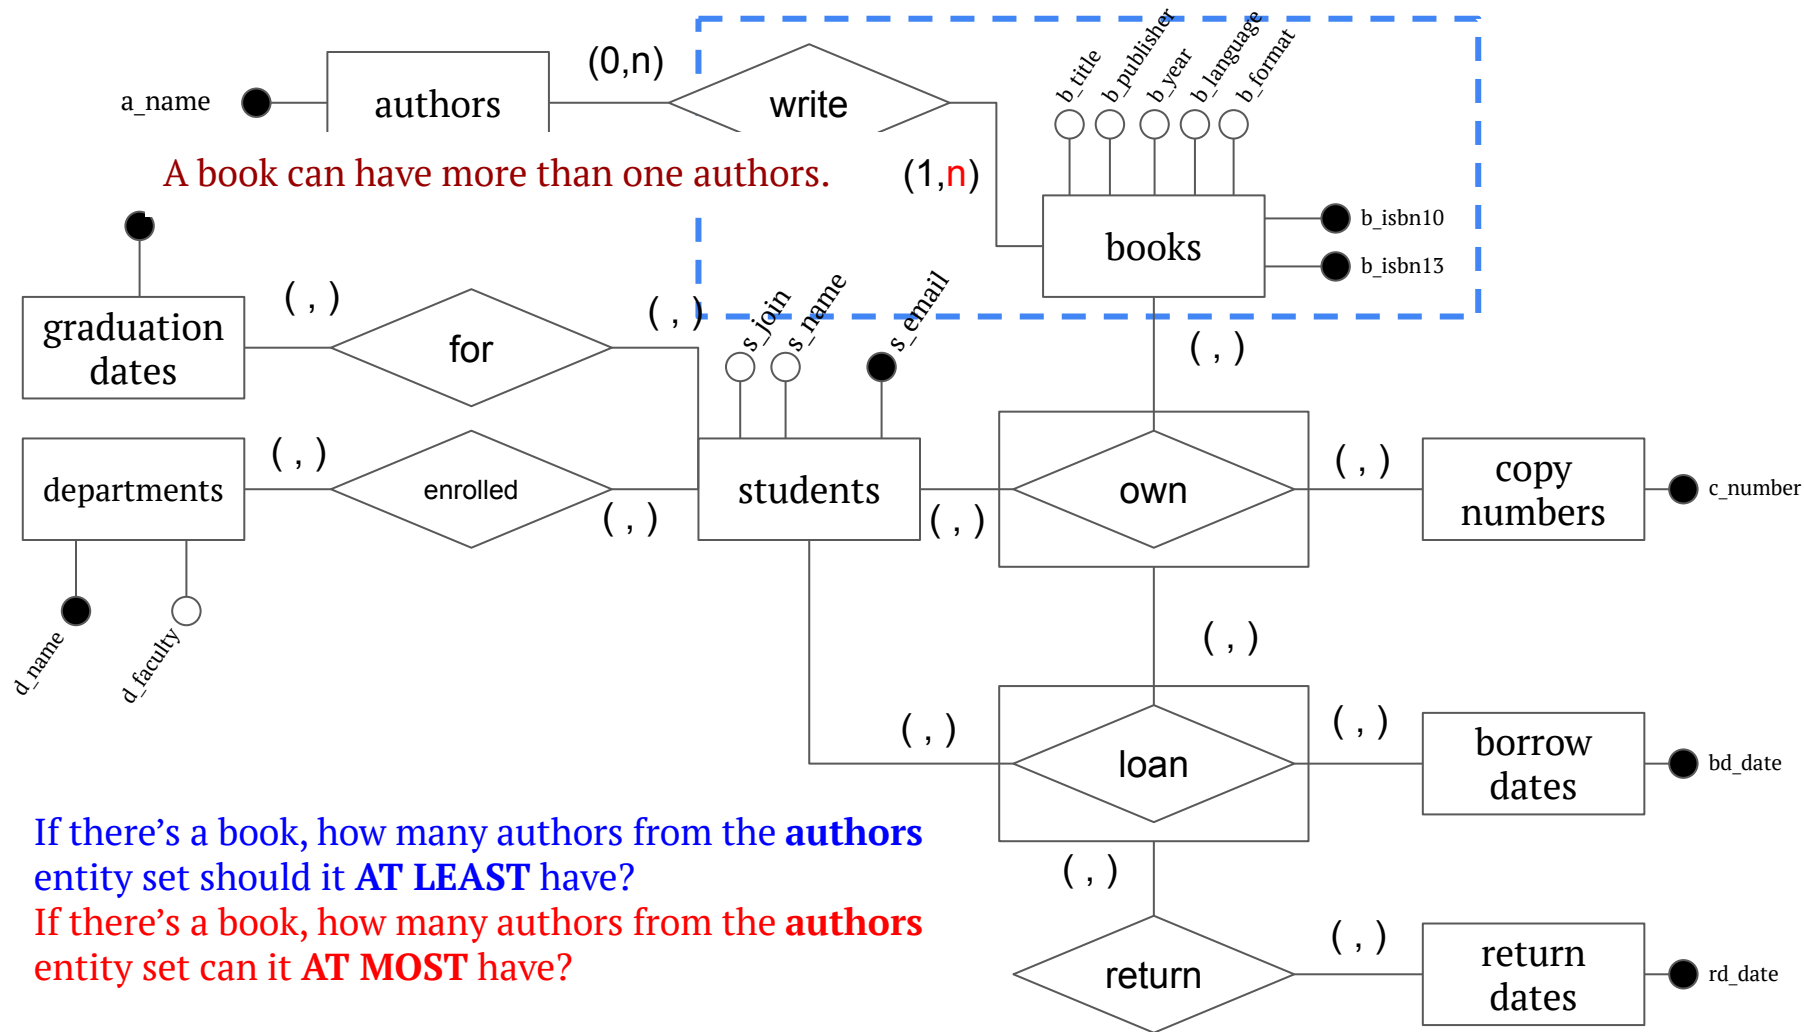 b_title
b_publisher
b_year
b_language
b_format
(0,n)
a_name
authors
write
A book can have more than one authors.
(1,n)
b_isbn10
books
b_isbn13
s_join
s_name
s_email
( , )
( , )
graduation
dates
for
( , )
( , )
departments
enrolled
( , )
students
( , )
own
( , )
copy
numbers
c_number
d_name
d_faculty
( , )
( , )
loan
( , )
borrow
dates
bd_date
If there’s a book, how many authors from the authors
entity set should it AT LEAST have?
If there’s a book, how many authors from the authors
entity set can it AT MOST have?
( , )
return
( , )
return
dates
rd_date
( , )